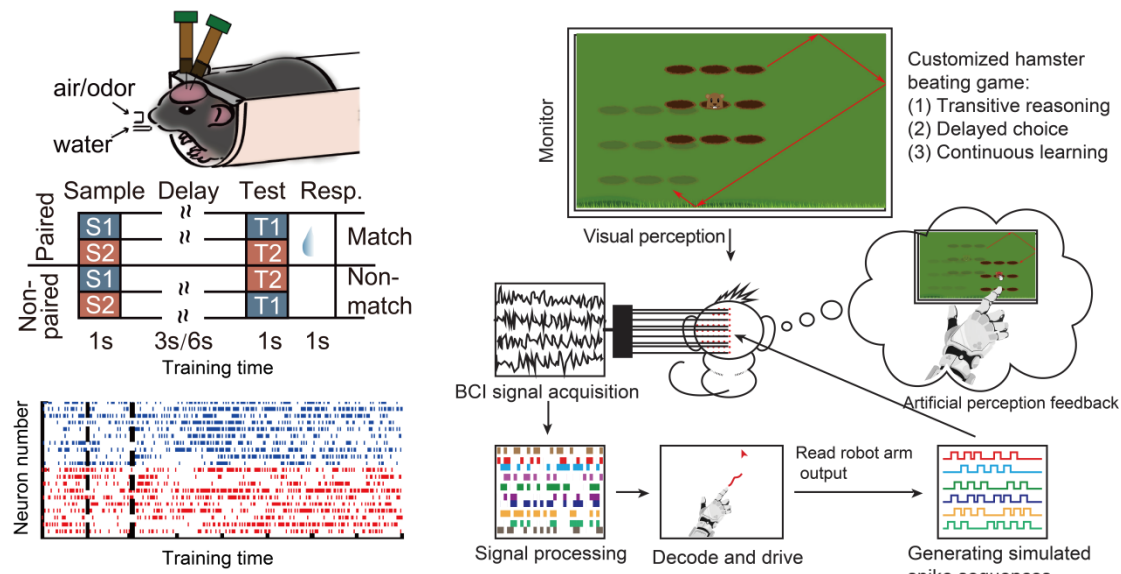 air/odor
water
Sample Delay Test Resp.
Paired
S1 T1
S2 T2
Match
Non-paired
S1 T2
S2 T1
Non-match
1s 3s/6s 1s 1s
Training time
Neuron number
Training time
Monitor
Customized hamster
beating game:
(1) Transitive reasoning
(2) Delayed choice
(3) Continuous learning
Visual perception
BCI signal acquisition
Artificial perception feedback
Signal processing
Decode and drive
Read robot arm
output
Generating simulated
spike sequences